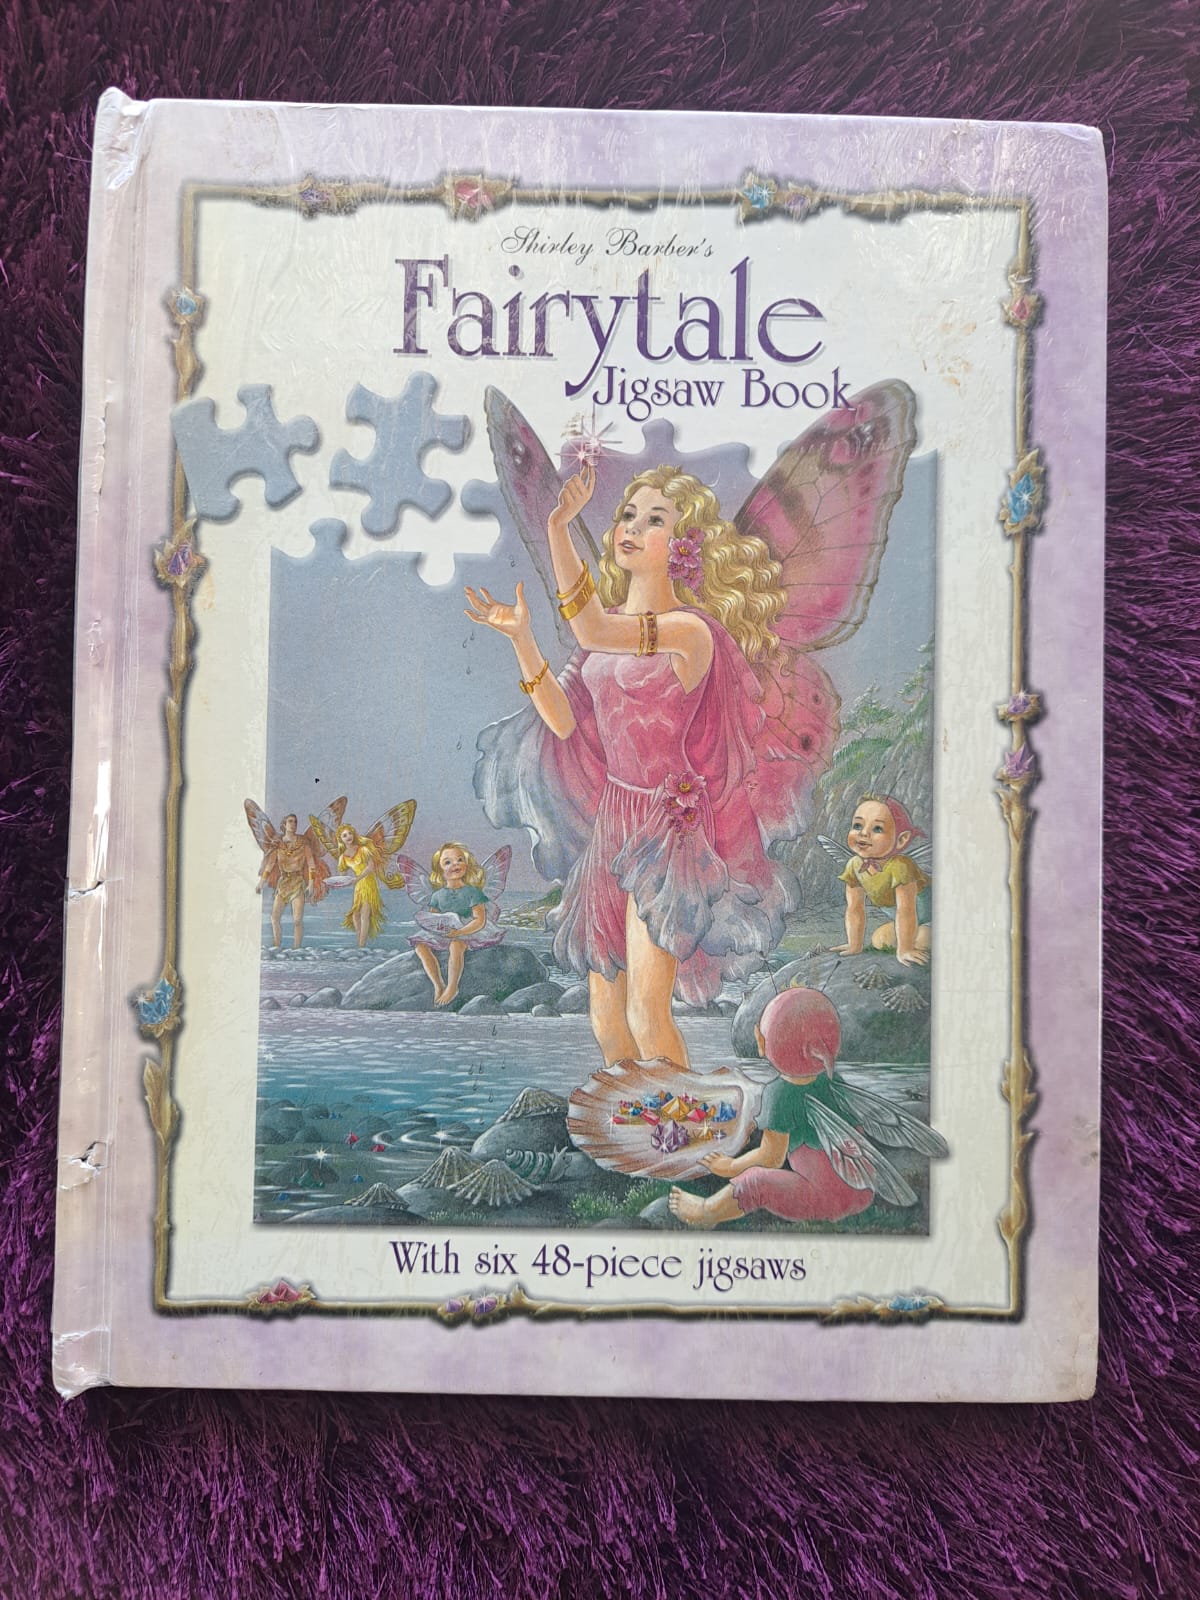 Shirley Barber's
Fairytale
Jigsaw Book
With six 48-piece jigsaws